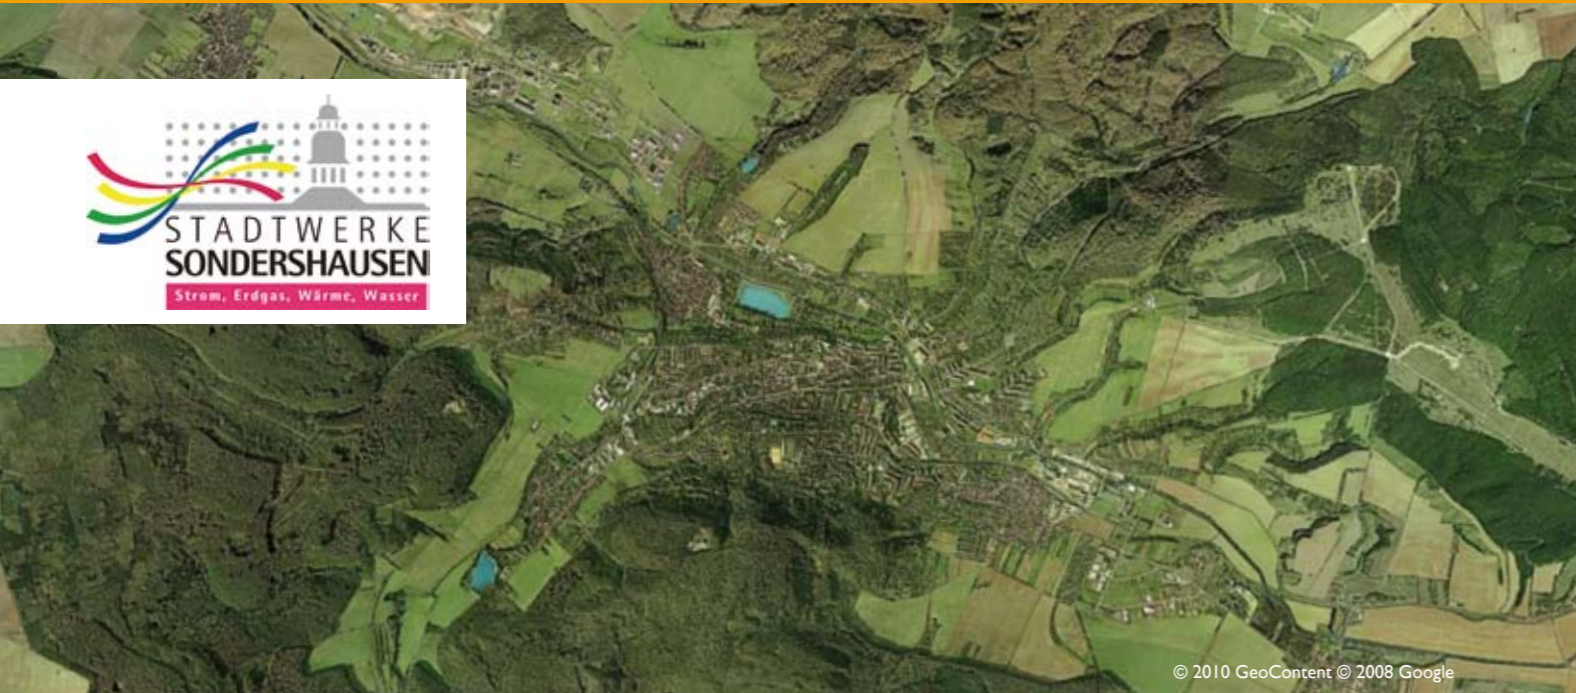 STADTWERKE
SONDERSHAUSEN
Strom, Erdgas, Wärme, Wasser
© 2010 GeoContent © 2008 Google